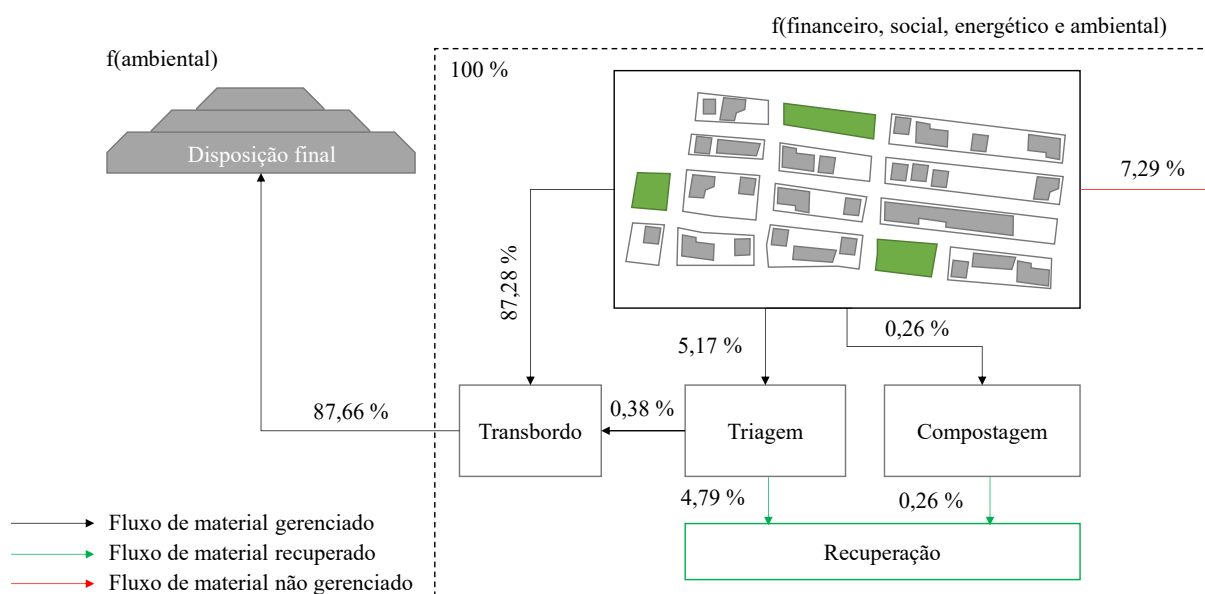 f(financeiro, social, energético e ambiental)
f(ambiental)
100 %
Disposição final
7,29 %
87,28 %
5,17 %
0,26 %
87,66 %
0,38 %
Transbordo
Triagem
Compostagem
4,79 %
0,26 %
Recuperação
Fluxo de material gerenciado
Fluxo de material recuperado
Fluxo de material não gerenciado